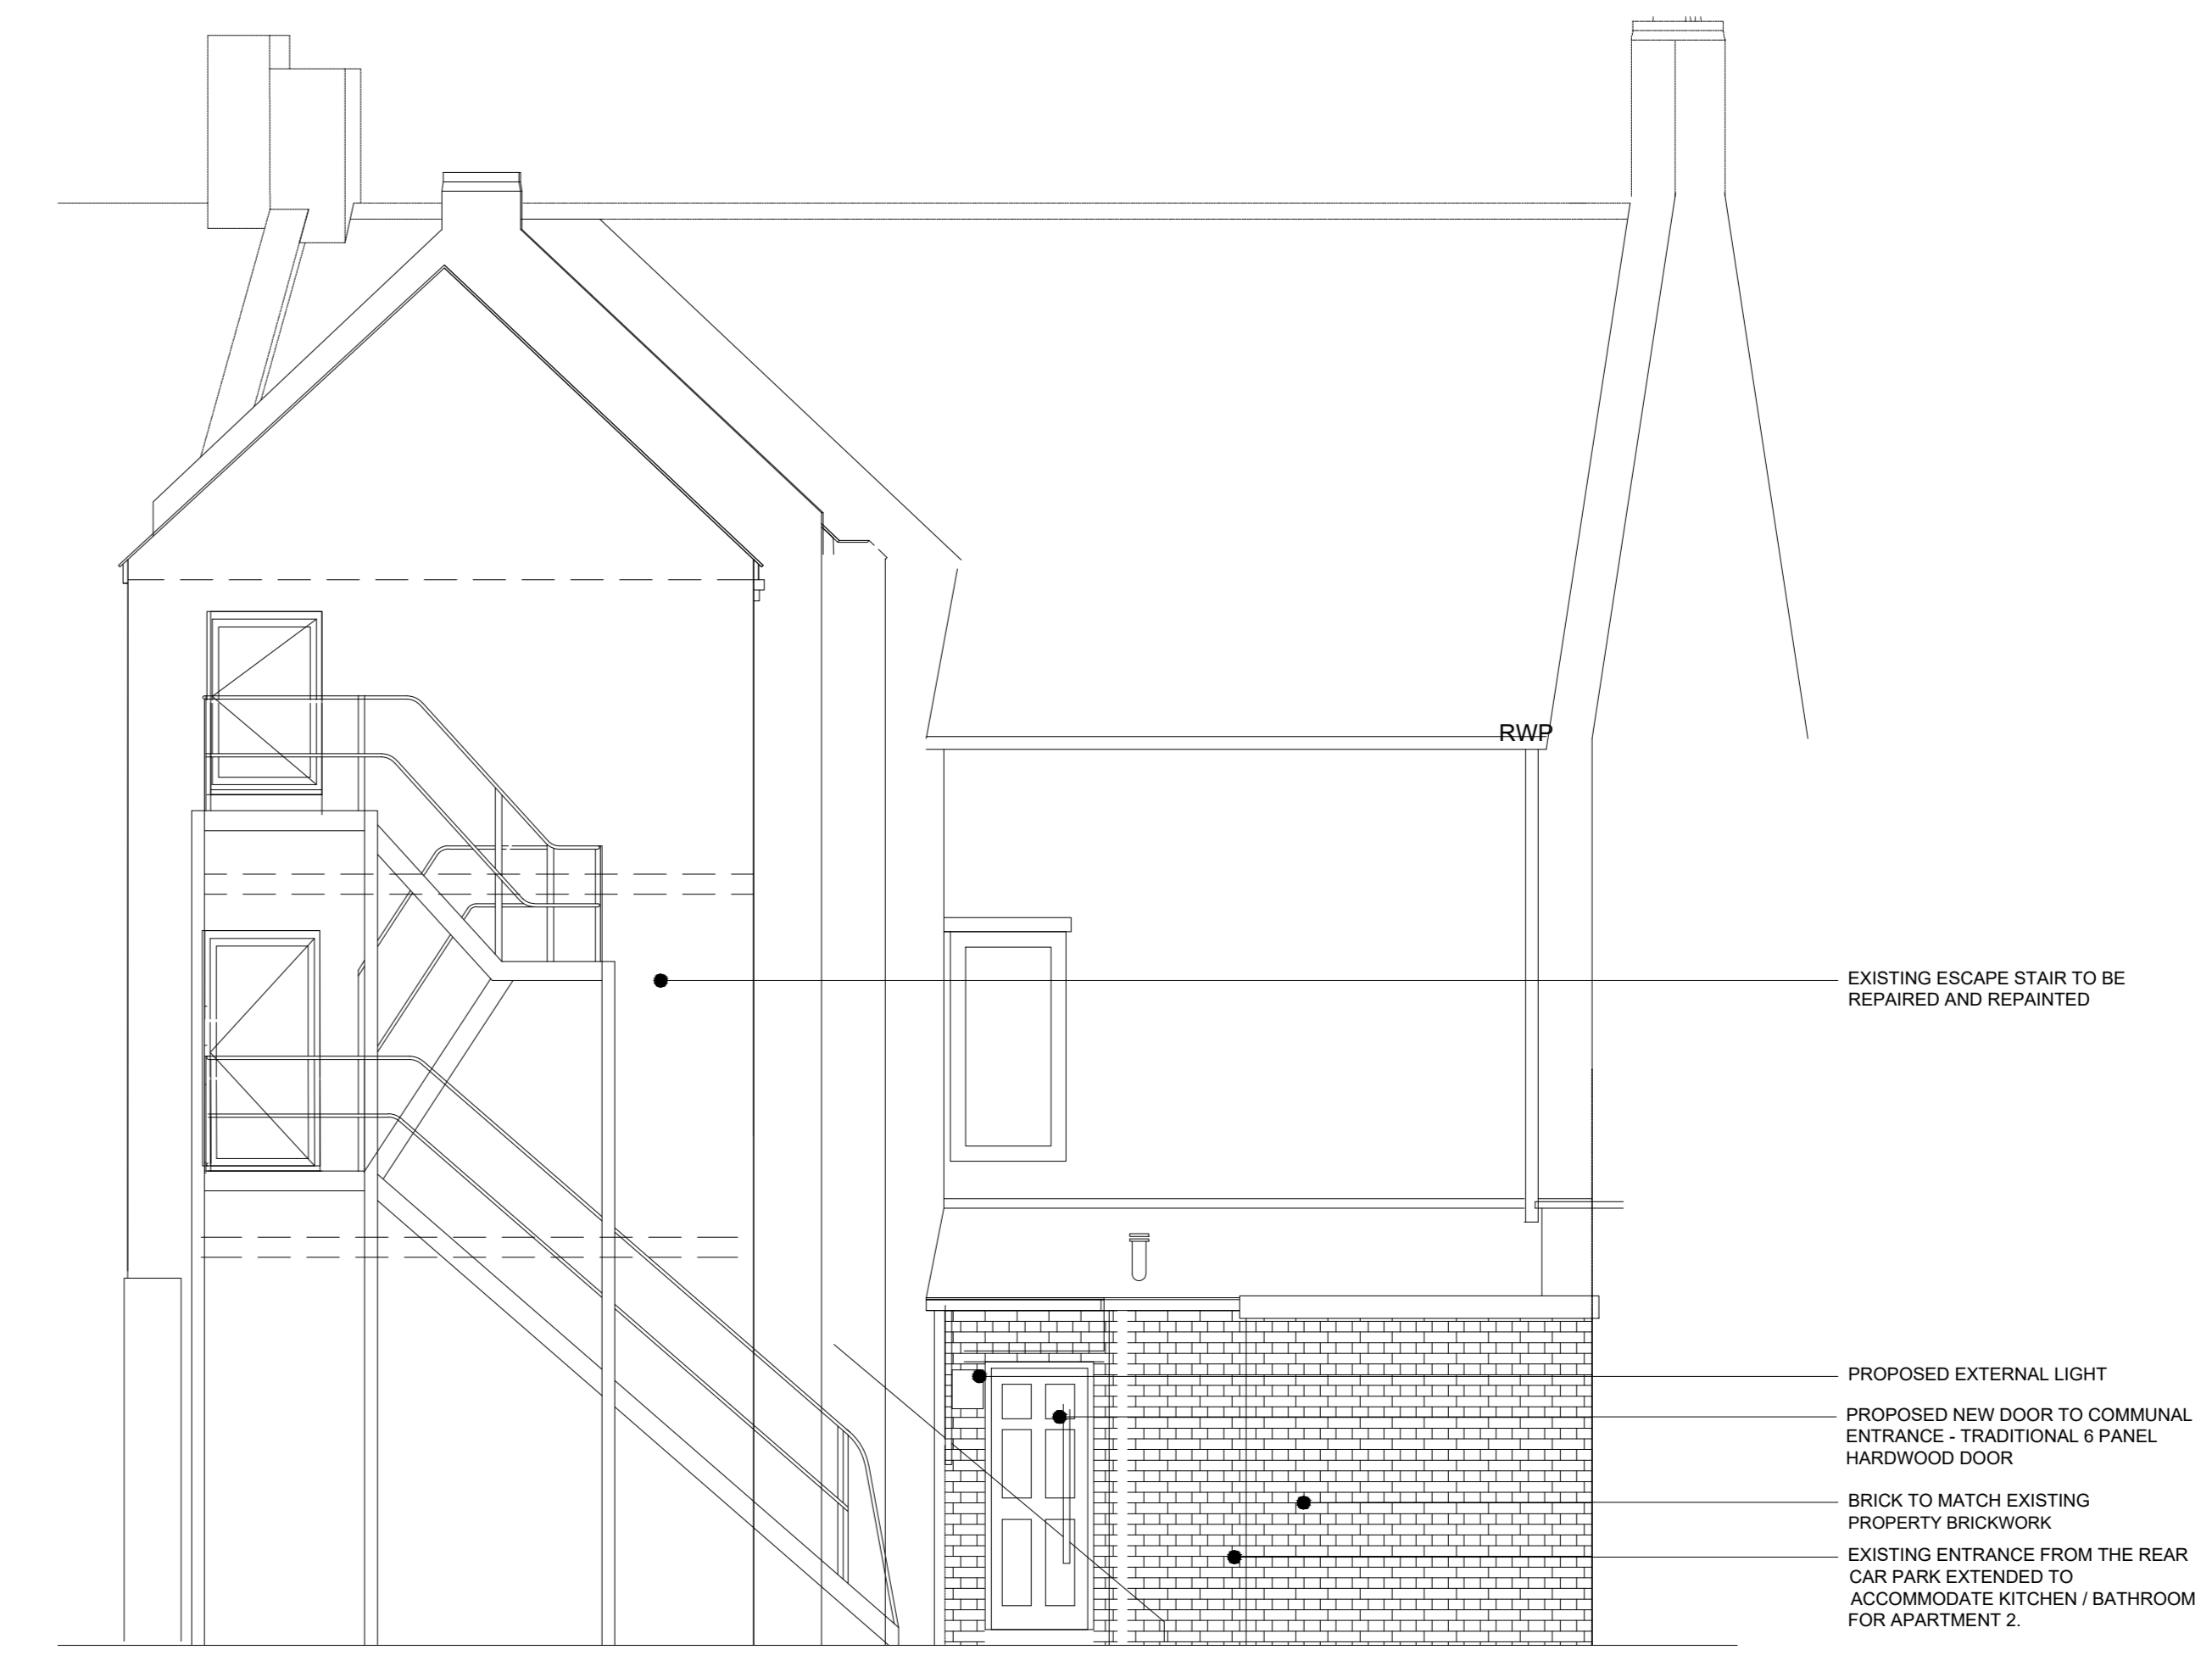 RWP
EXISTING ESCAPE STAIR TO BE
REPAIRED AND REPAINTED
PROPOSED EXTERNAL LIGHT
PROPOSED NEW DOOR TO COMMUNAL
ENTRANCE - TRADITIONAL 6 PANEL
HARDWOOD DOOR
BRICK TO MATCH EXISTING
PROPERTY BRICKWORK
EXISTING ENTRANCE FROM THE REAR
CAR PARK EXTENDED TO
ACCOMMODATE KITCHEN / BATHROOM
FOR APARTMENT 2.